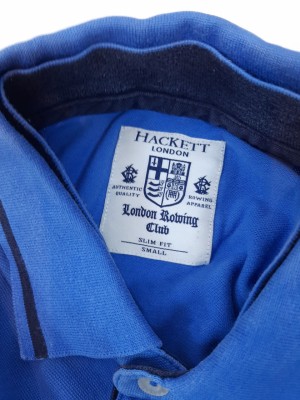 HACKETT
LONDON
AUTHENTIC QUALITY
ROWING APPAREL
London Rowing
Club
SLIM FIT
SMALL